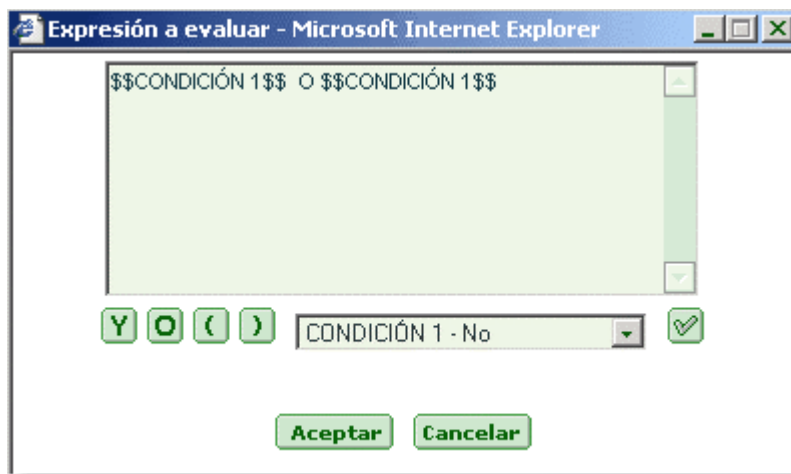 Expresión a evaluar - Microsoft Internet Explorer
$$CONDICIÓN 1$$ O $$CONDICIÓN 1$$
Y O ( ) CONDICIÓN 1 - No
Aceptar Cancelar